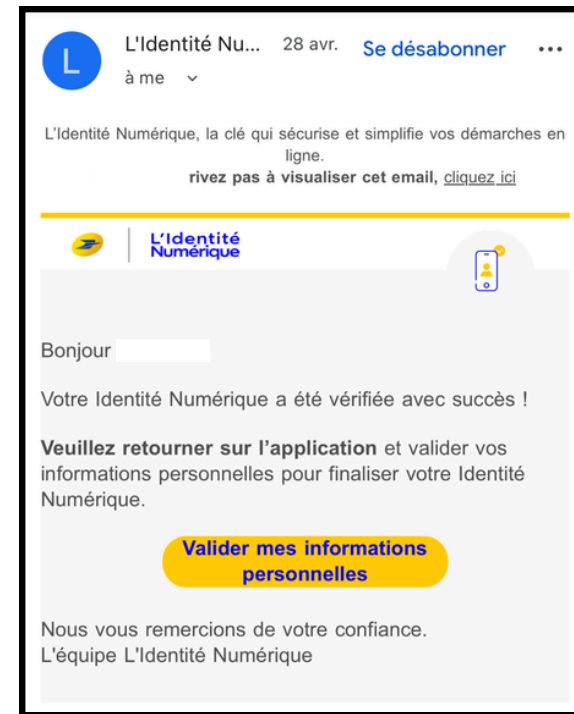 L
L'Identité Nu... 28 avr. Se désabonner ...
à me
L'Identité Numérique, la clé qui sécurise et simplifie vos démarches en
ligne.
rivez pas à visualiser cet email, cliquez ici
L'Identité
Numérique
Bonjour
Votre Identité Numérique a été vérifiée avec succès !
Veuillez retourner sur l'application et valider vos
informations personnelles pour finaliser votre Identité
Numérique.
Valider mes informations
personnelles
Nous vous remercions de votre confiance.
L'équipe L'Identité Numérique